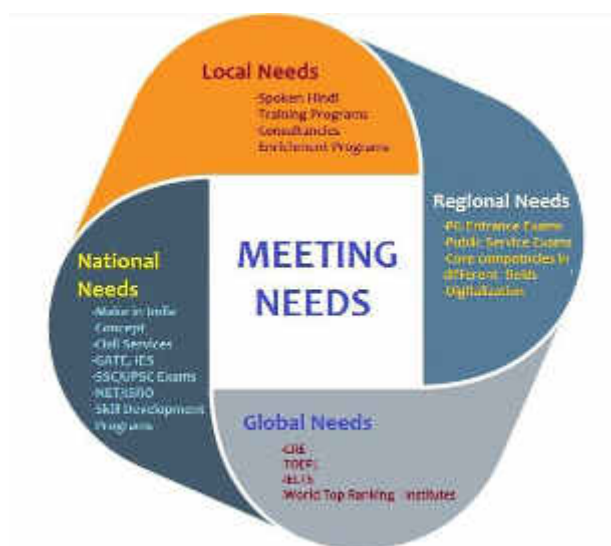 Local Needs
-Spoken Hindi
Training Programs
Consultancies
Enrichment Programs
Regional Needs
-PG Entrance Exams
-Public Service Exams
-Core competencies in
different fields
-Digitalization
MEETING
NEEDS
National
Needs
-Make in India
Concept
-Civil Services
-GATE, IES
-SSC/UPSC Exams
-NET/ISRO
-Skill Development
Programs
Global Needs
-GRE
TOEFL
-IELTS
-World Top Ranking Institutes